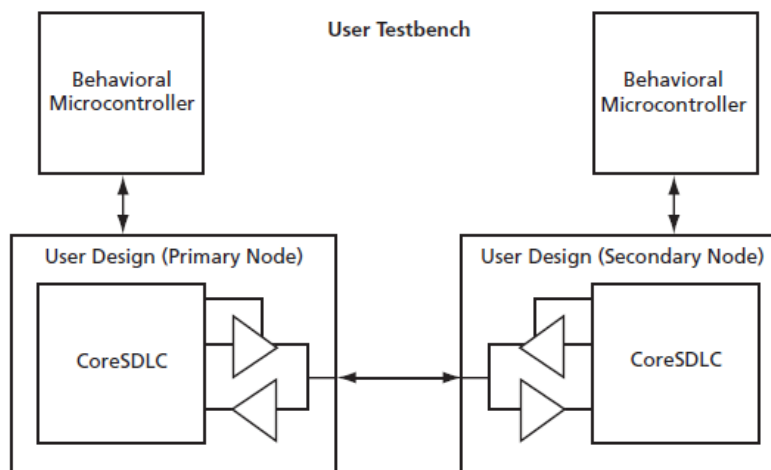 User Testbench
Behavioral
Microcontroller
Behavioral
Microcontroller
User Design (Primary Node)
User Design (Secondary Node)
CoreSDLC
CoreSDLC